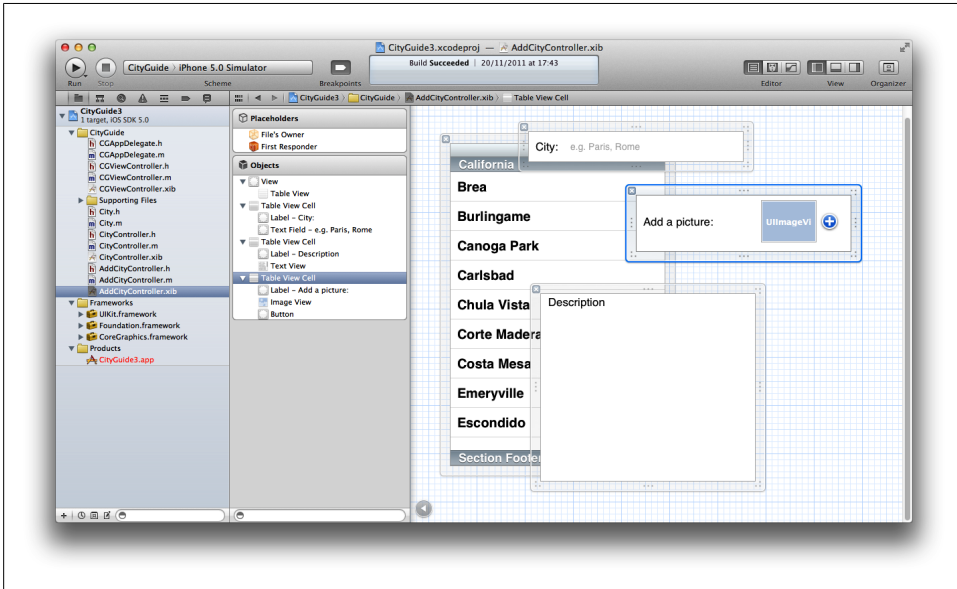 CityGuide3.xcodeproj — AddCityController.xib
CityGuide > iPhone 5.0 Simulator
Build Succeeded | 20/11/2011 at 17:43
Run Stop Scheme Breakpoints Editor View Organizer
CityGuide3 > CityGuide > AddCityController.xib > Table View Cell
CityGuide3
1 target, iOS SDK 5.0
CityGuide
CGAppDelegate.h
CGAppDelegate.m
CGViewController.h
CGViewController.m
CGViewController.xib
Supporting Files
City.h
City.m
CityController.h
CityController.m
CityController.xib
AddCityController.h
AddCityController.m
AddCityController.xib
Frameworks
UIKit.framework
Foundation.framework
CoreGraphics.framework
Products
CityGuide3.app
Placeholders
File's Owner
First Responder
Objects
View
Table View
Table View Cell
Label – City:
Text Field – e.g. Paris, Rome
Table View Cell
Label – Description
Text View
Table View Cell
Label – Add a picture:
Image View
Button
City: e.g. Paris, Rome
California
Brea
Burlingame
Canoga Park
Carlsbad
Chula Vista
Corte Madera
Costa Mesa
Emeryville
Escondido
Section Footer
Add a picture: UIImageVi
Description